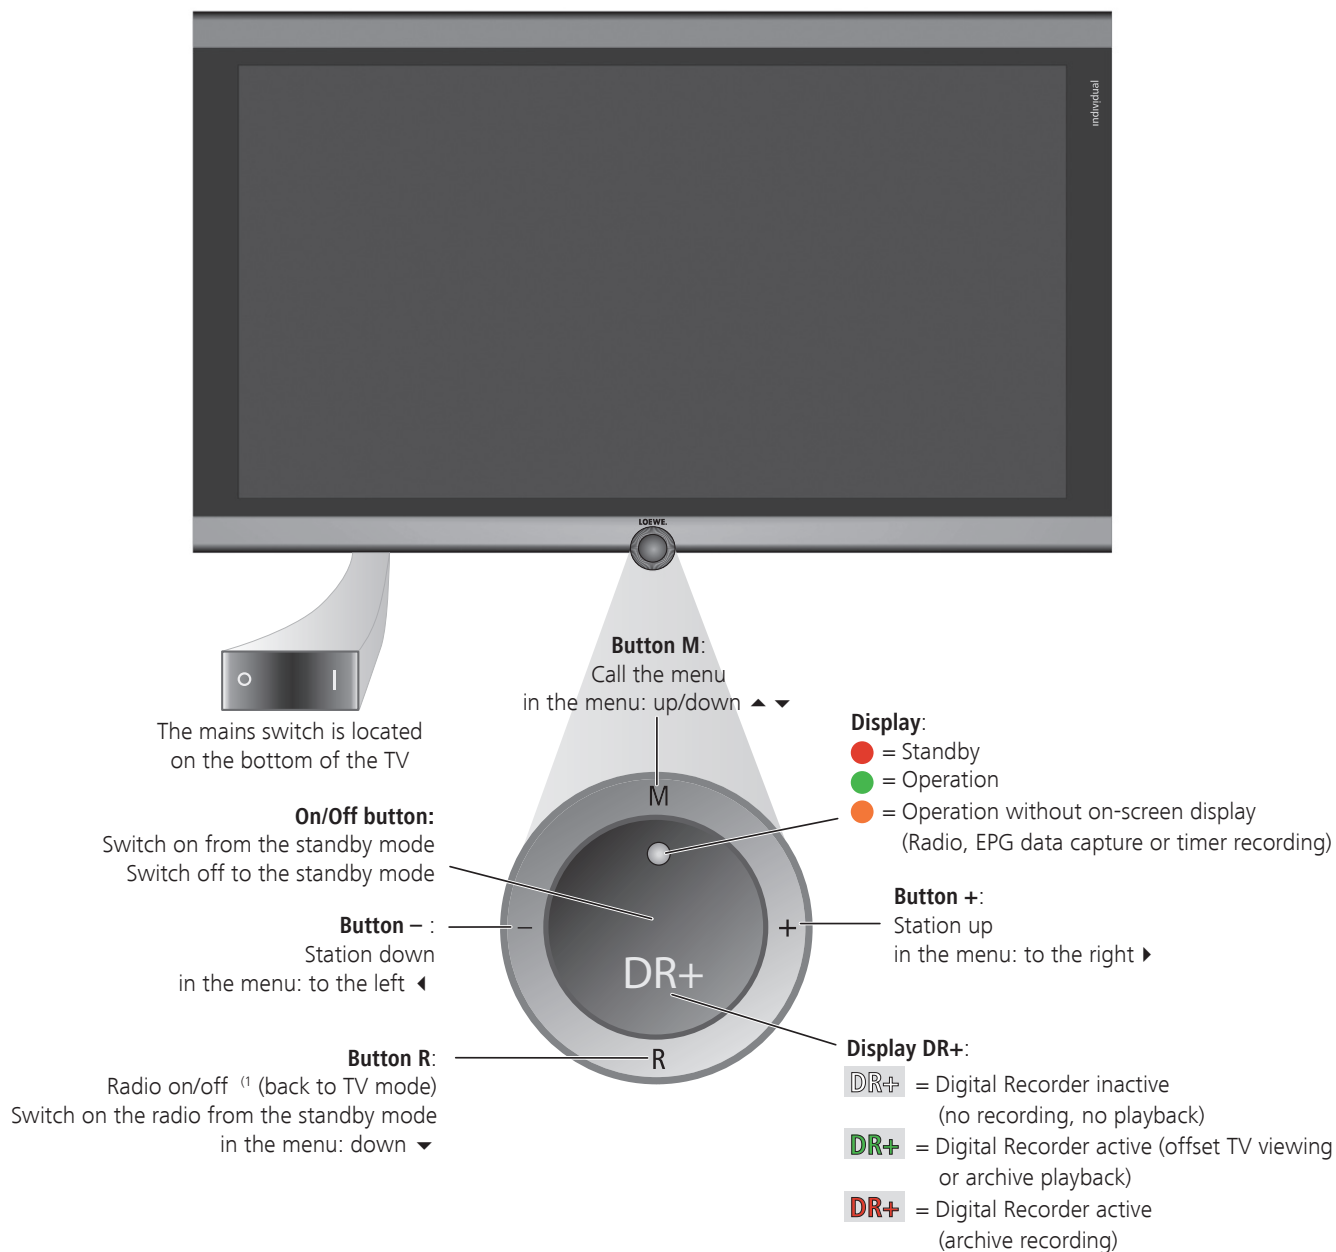 individual
LOEWE.
The mains switch is located
on the bottom of the TV
Button M:
Call the menu
in the menu: up/down ▲ ▼
Display:
= Standby
= Operation
= Operation without on-screen display
(Radio, EPG data capture or timer recording)
On/Off button:
Switch on from the standby mode
Switch off to the standby mode
Button – :
Station down
in the menu: to the left ◀
Button +:
Station up
in the menu: to the right ▶
M
–
+
DR+
R
Button R:
Radio on/off (1 (back to TV mode)
Switch on the radio from the standby mode
in the menu: down ▼
Display DR+:
DR+ = Digital Recorder inactive
(no recording, no playback)
DR+ = Digital Recorder active (offset TV viewing
or archive playback)
DR+ = Digital Recorder active
(archive recording)